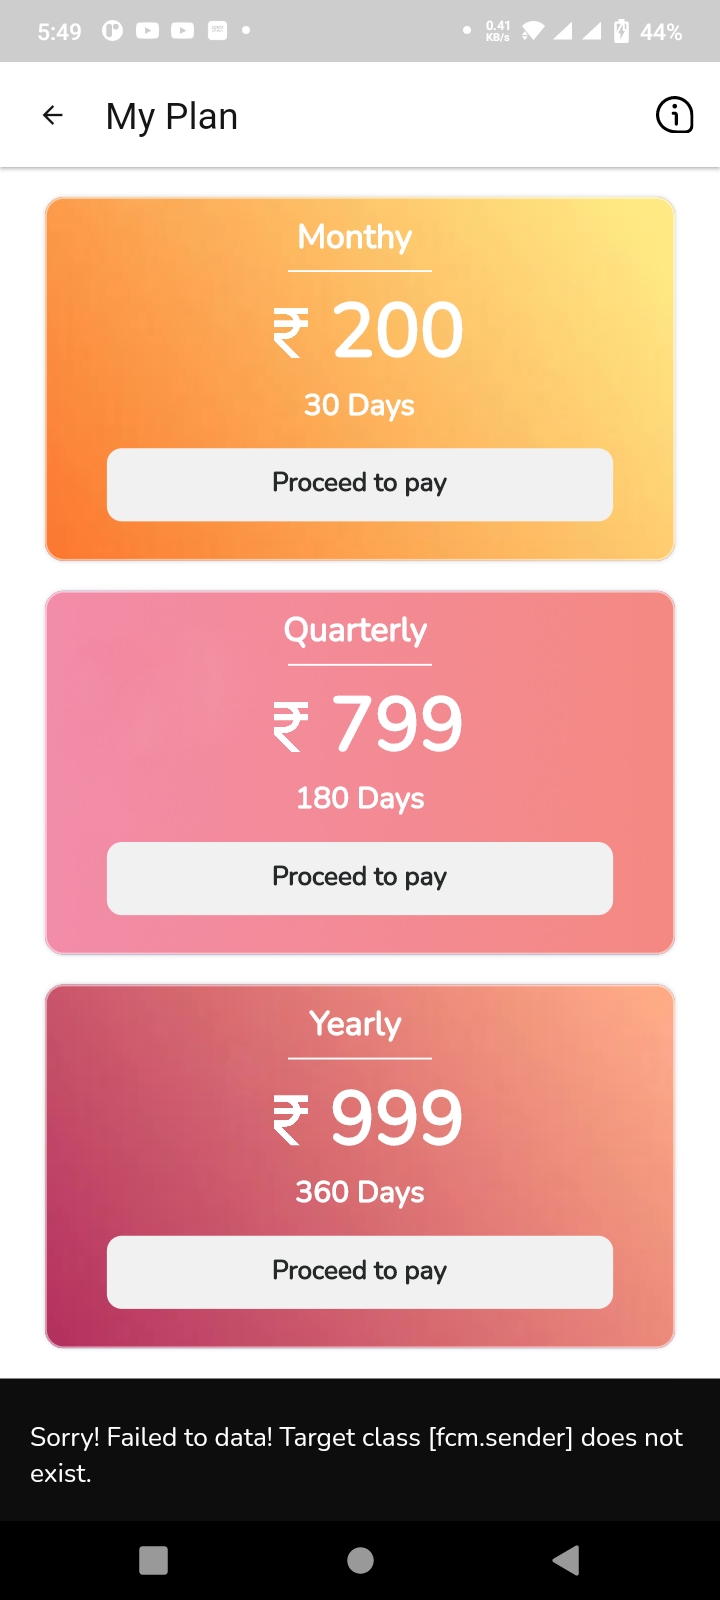 5:49
0.41
KB/s
44%
My Plan
Monthy
₹ 200
30 Days
Proceed to pay
Quarterly
₹ 799
180 Days
Proceed to pay
Yearly
₹ 999
360 Days
Proceed to pay
Sorry! Failed to data! Target class [fcm.sender] does not
exist.